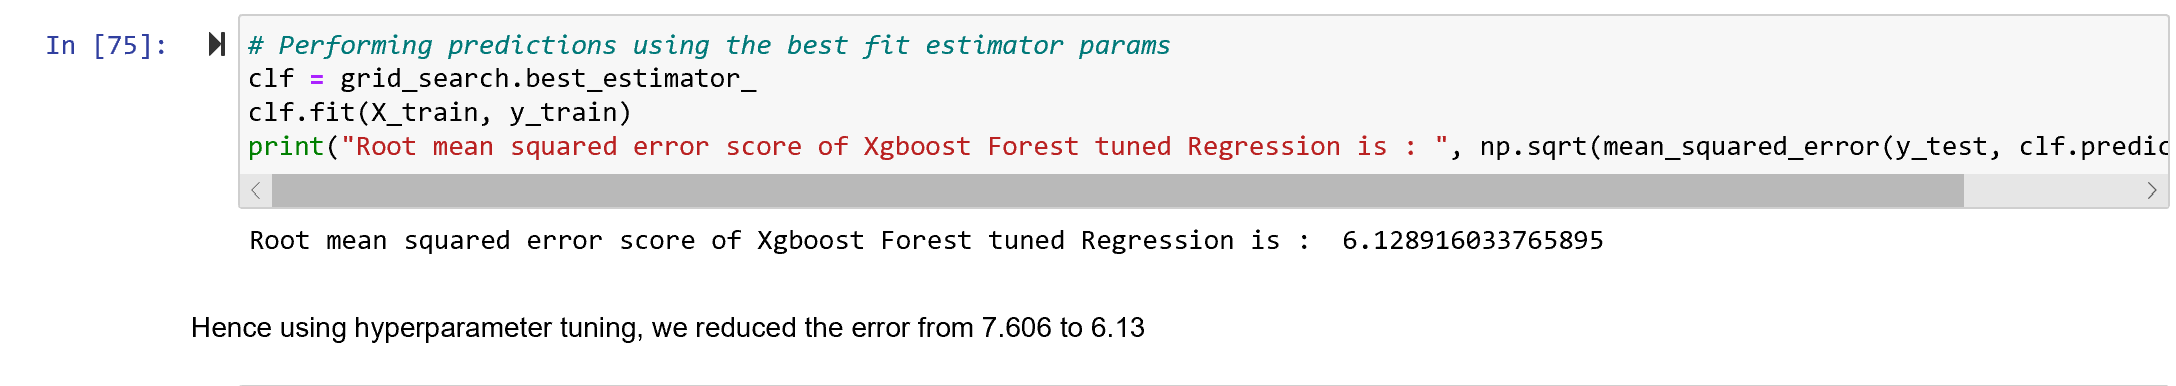 In [75]:
# Performing predictions using the best fit estimator params
clf = grid_search.best_estimator_
clf.fit(X_train, y_train)
print("Root mean squared error score of Xgboost Forest tuned Regression is : ", np.sqrt(mean_squared_error(y_test, clf.predic
Root mean squared error score of Xgboost Forest tuned Regression is :  6.128916033765895
Hence using hyperparameter tuning, we reduced the error from 7.606 to 6.13